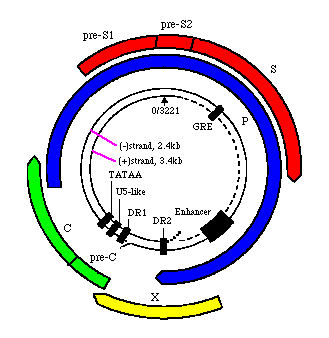 pre-S2
pre-S1
S
0/3221
P
GRE
(-)strand, 2.4kb
(+)strand, 3.4kb
TATAA
U5-like
DR1
DR2
Enhancer
C
pre-C
X